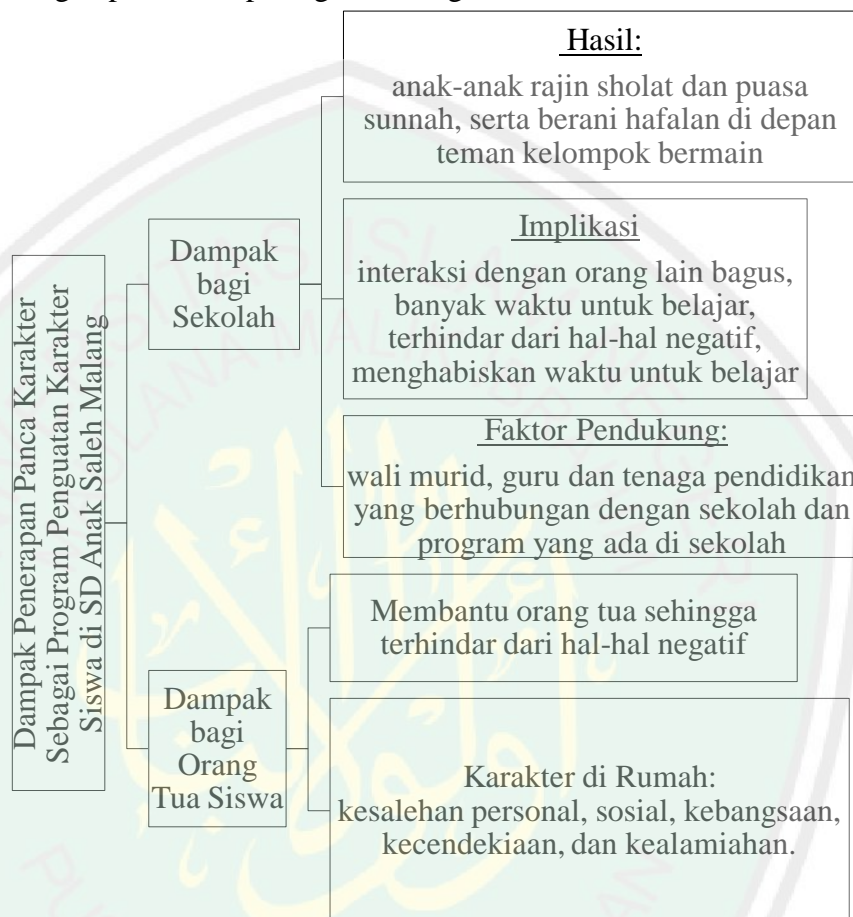 Dampak Penerapan Panca Karakter
Sebagai Program Penguatan Karakter
Siswa di SD Anak Saleh Malang
Dampak
bagi
Sekolah
Hasil:
anak-anak rajin sholat dan puasa
sunnah, serta berani hafalan di depan
teman kelompok bermain
Implikasi
interaksi dengan orang lain bagus,
banyak waktu untuk belajar,
terhindar dari hal-hal negatif,
menghabiskan waktu untuk belajar
Faktor Pendukung:
wali murid, guru dan tenaga pendidikan
yang berhubungan dengan sekolah dan
program yang ada di sekolah
Dampak
bagi
Orang
Tua Siswa
Membantu orang tua sehingga
terhindar dari hal-hal negatif
Karakter di Rumah:
kesalehan personal, sosial, kebangsaan,
kecendekiaan, dan kealamiahan.